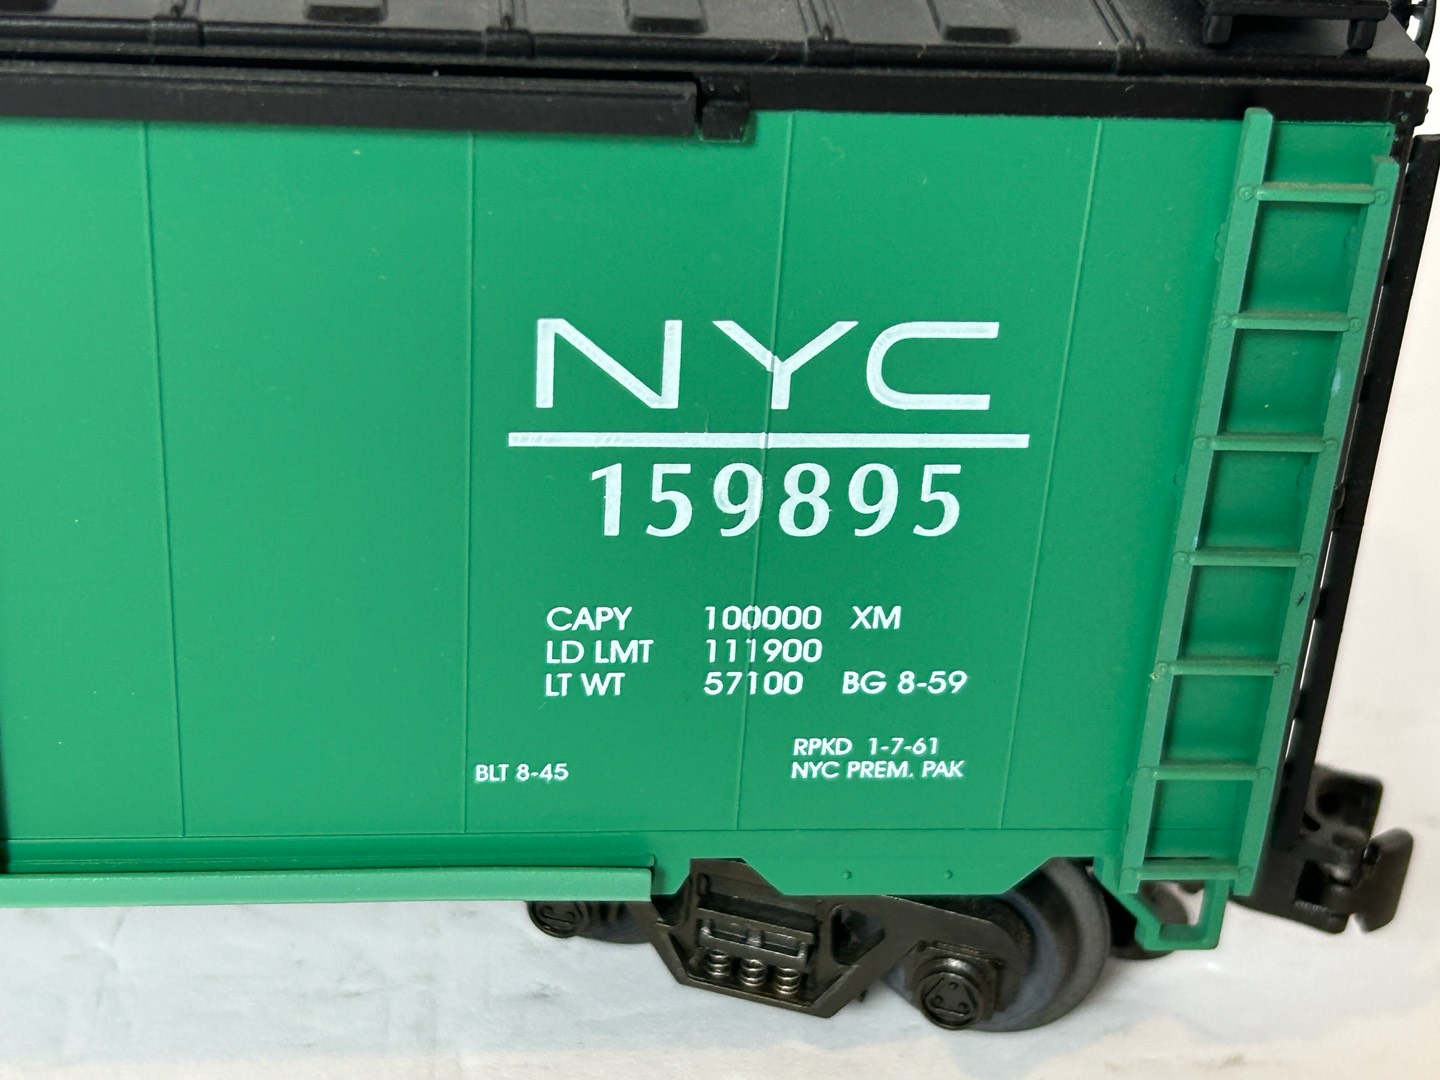 NYC
159895
CAPY 100000 XM
LD LMT 111900
LT WT 57100 BG 8-59
RPKD 1-7-61
NYC PREM. PAK
BLT 8-45